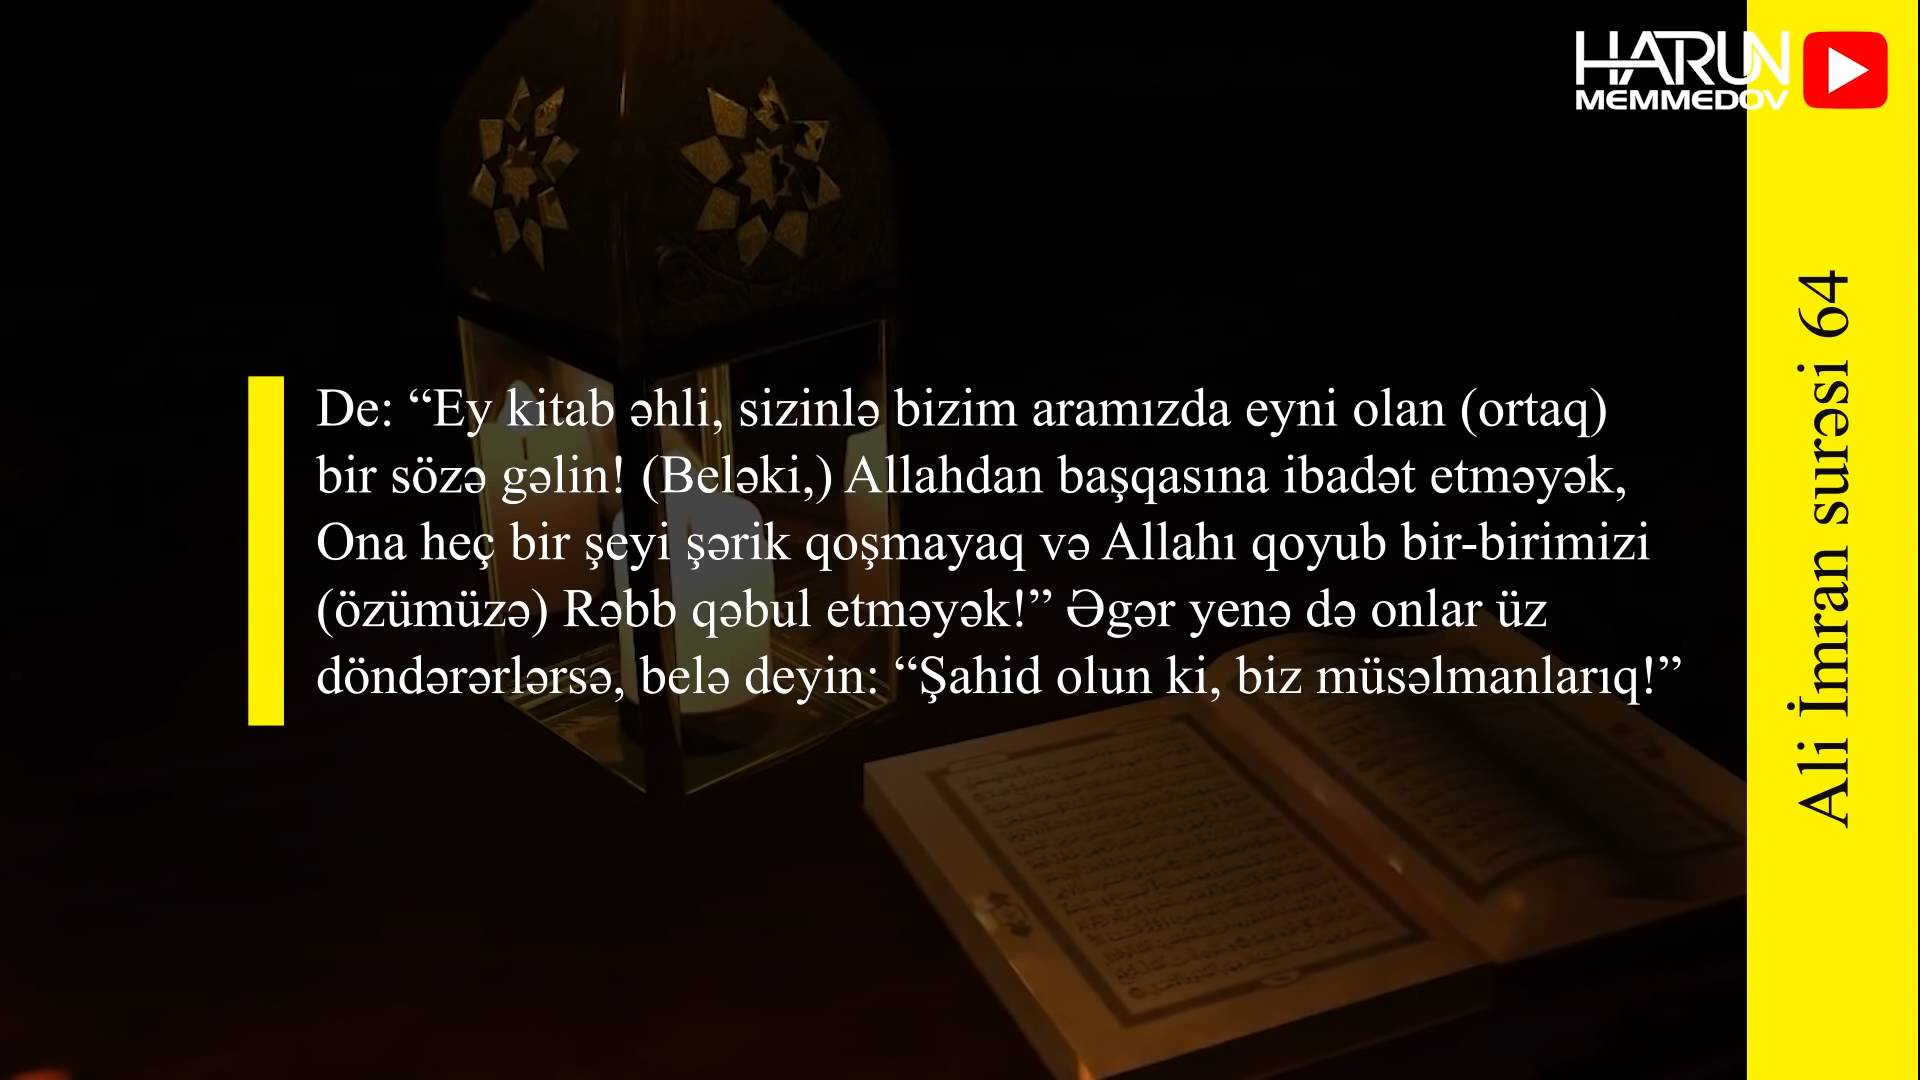 HARUN
MEMMEDOV
De: “Ey kitab əhli, sizinlə bizim aramızda eyni olan (ortaq)
bir sözə gəlin! (Beləki,) Allahdan başqasına ibadət etməyək,
Ona heç bir şeyi şərik qoşmayaq və Allahı qoyub bir-birimizi
(özümüzə) Rəbb qəbul etməyək!” Əgər yenə də onlar üz
döndərərlərsə, belə deyin: “Şahid olun ki, biz müsəlmanlarıq!”
Ali İmran surəsi 64